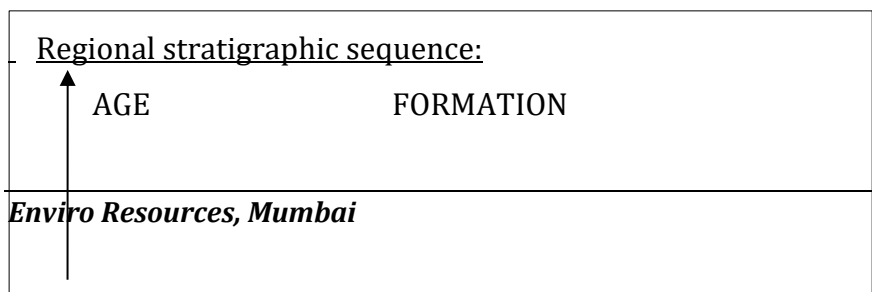 Regional stratigraphic sequence:
AGE FORMATION
Enviro Resources, Mumbai